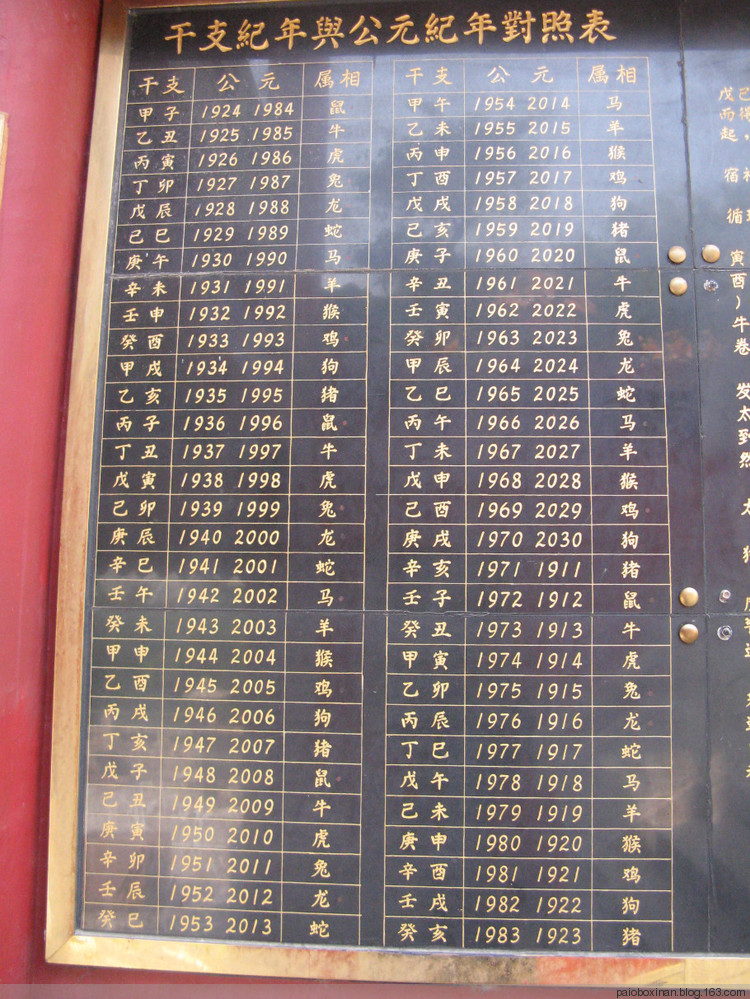 干支紀年與公元紀年對照表
干支 公元 属相
甲子 1924 1984 鼠
乙丑 1925 1985 牛
丙寅 1926 1986 虎
丁卯 1927 1987 兔
戊辰 1928 1988 龙
己巳 1929 1989 蛇
庚午 1930 1990 马
辛未 1931 1991 羊
壬申 1932 1992 猴
癸酉 1933 1993 鸡
甲戌 1934 1994 狗
乙亥 1935 1995 猪
丙子 1936 1996 鼠
丁丑 1937 1997 牛
戊寅 1938 1998 虎
己卯 1939 1999 兔
庚辰 1940 2000 龙
辛巳 1941 2001 蛇
壬午 1942 2002 马
癸未 1943 2003 羊
甲申 1944 2004 猴
乙酉 1945 2005 鸡
丙戌 1946 2006 狗
丁亥 1947 2007 猪
戊子 1948 2008 鼠
己丑 1949 2009 牛
庚寅 1950 2010 虎
辛卯 1951 2011 兔
壬辰 1952 2012 龙
癸巳 1953 2013 蛇
干支 公元 属相
甲午 1954 2014 马
乙未 1955 2015 羊
丙申 1956 2016 猴
丁酉 1957 2017 鸡
戊戌 1958 2018 狗
己亥 1959 2019 猪
庚子 1960 2020 鼠
辛丑 1961 2021 牛
壬寅 1962 2022 虎
癸卯 1963 2023 兔
甲辰 1964 2024 龙
乙巳 1965 2025 蛇
丙午 1966 2026 马
丁未 1967 2027 羊
戊申 1968 2028 猴
己酉 1969 2029 鸡
庚戌 1970 2030 狗
辛亥 1971 1911 猪
壬子 1972 1912 鼠
癸丑 1973 1913 牛
甲寅 1974 1914 虎
乙卯 1975 1915 兔
丙辰 1976 1916 龙
丁巳 1977 1917 蛇
戊午 1978 1918 马
己未 1979 1919 羊
庚申 1980 1920 猴
辛酉 1981 1921 鸡
壬戌 1982 1922 狗
癸亥 1983 1923 猪
戊已
而
起，
宿
循
寅
酉
）
牛
卷
发
太
到
然
paioboxinan.blog.163.com